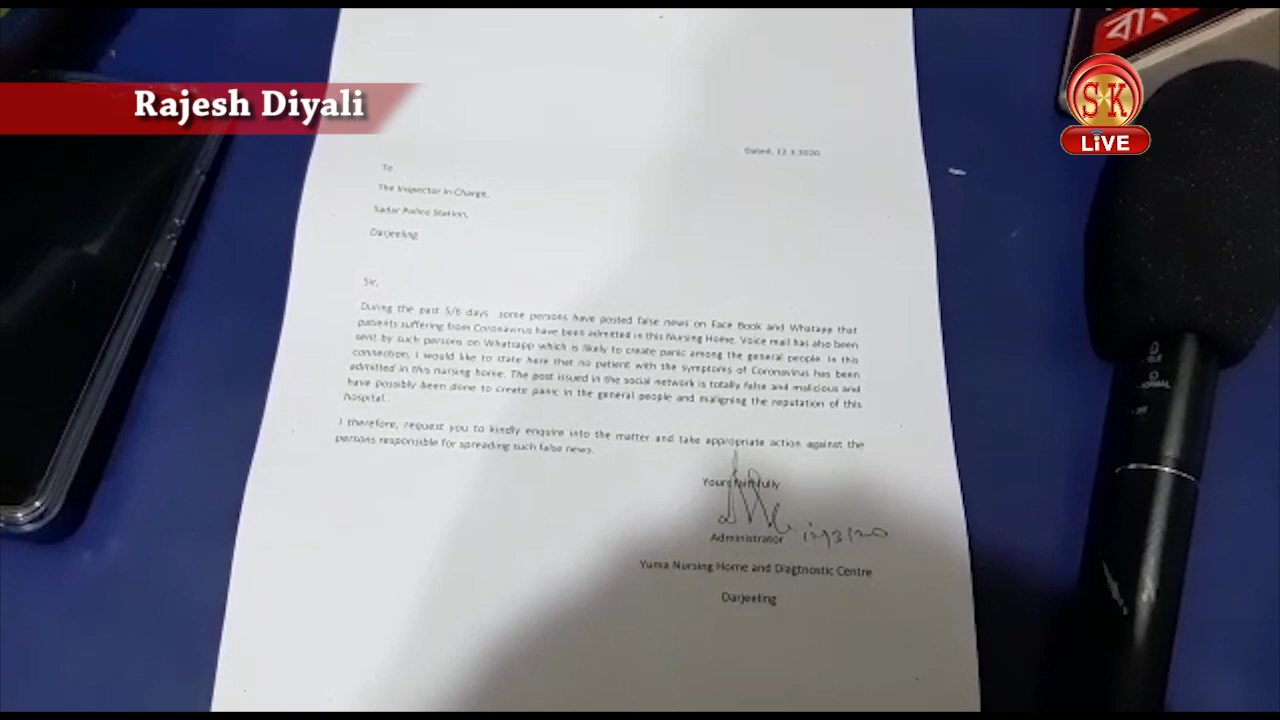 Rajesh Diyali
SK
LiVE
Dated, 12.3.2020
To
The Inspector In Charge,
Sadar Police Station,
Darjeeling
Sir,
During the past 5/6 days some persons have posted false news on Face Book and Whatapp that
patients suffering from Coronavirus have been admitted in this Nursing Home. Voice mail has also been
sent by such persons on Whatsapp which is likely to create panic among the general people. In this
connection, I would like to state here that no patient with the symptoms of Coronavirus has been
admitted in this nursing home. The post issued in the social network is totally false and malicious and
have possibly been done to create panic in the general people and maligning the reputation of this
hospital..
I therefore, request you to kindly enquire into the matter and take appropriate action against the
persons responsible for spreading such false news.
Yours faithfully
Administrator 12/3/20
Yuma Nursing Home and Diagtnostic Centre
Darjeeling